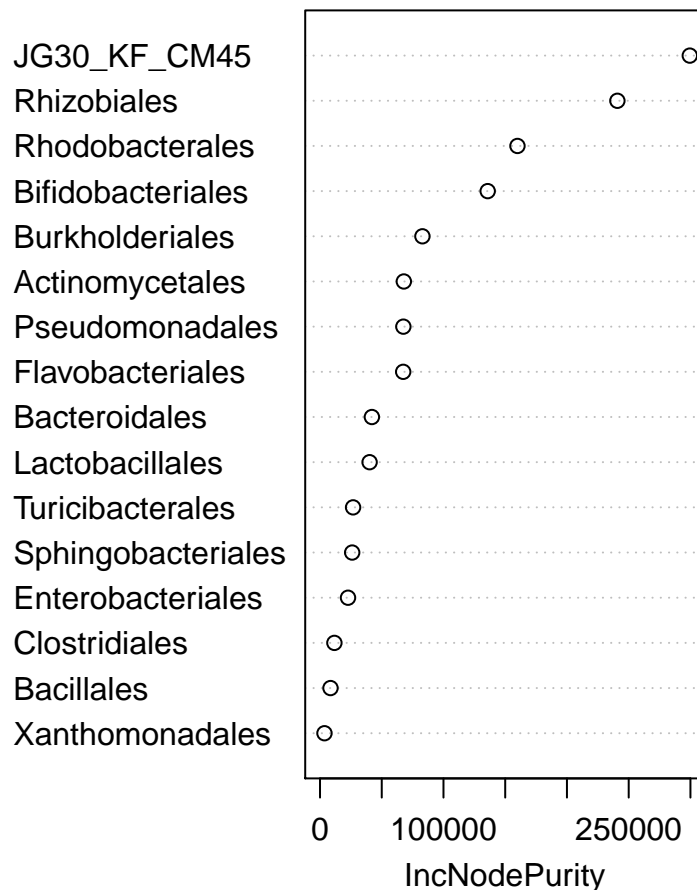 JG30_KF_CM45
Rhizobiales
Rhodobacterales
Bifidobacteriales
Burkholderiales
Actinomycetales
Pseudomonadales
Flavobacteriales
Bacteroidales
Lactobacillales
Turicibacterales
Sphingobacteriales
Enterobacteriales
Clostridiales
Bacillales
Xanthomonadales
0 100000 250000
IncNodePurity